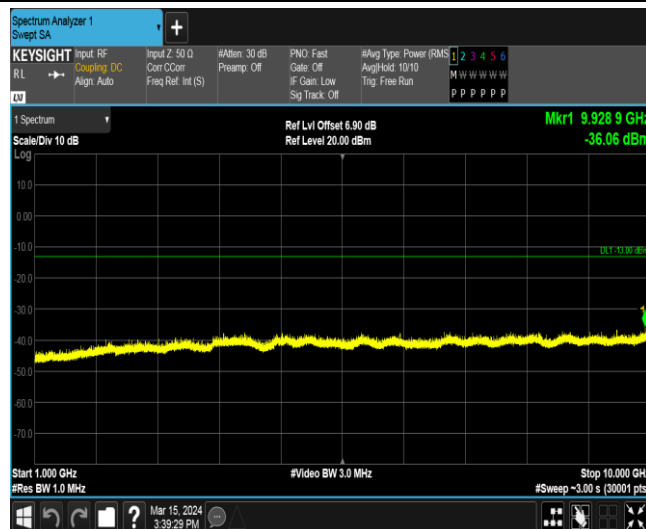 Spectrum Analyzer 1
Swept SA
+
KEYSIGHT
RL
LXI
Input: RF
Coupling: DC
Align: Auto
Input Z: 50 Ω
Corr CCorr
Freq Ref: Int (S)
#Atten: 30 dB
Preamp: Off
PNO: Fast
Gate: Off
IF Gain: Low
Sig Track: Off
#Avg Type: Power (RMS
Avg|Hold: 10/10
Trig: Free Run
1 2 3 4 5 6
M W W W W W
P P P P P P
1 Spectrum
Scale/Div 10 dB
Ref Lvl Offset 6.90 dB
Ref Level 20.00 dBm
Mkr1 9.928 9 GHz
-36.06 dBm
Log
10.0
0.00
-10.0
DL1 -13.00 dBm
-20.0
-30.0
1
-40.0
-50.0
-60.0
-70.0
Start 1.000 GHz
#Video BW 3.0 MHz
Stop 10.000 GHz
#Res BW 1.0 MHz
#Sweep ~3.00 s (30001 pts
?
Mar 15, 2024
3:39:29 PM